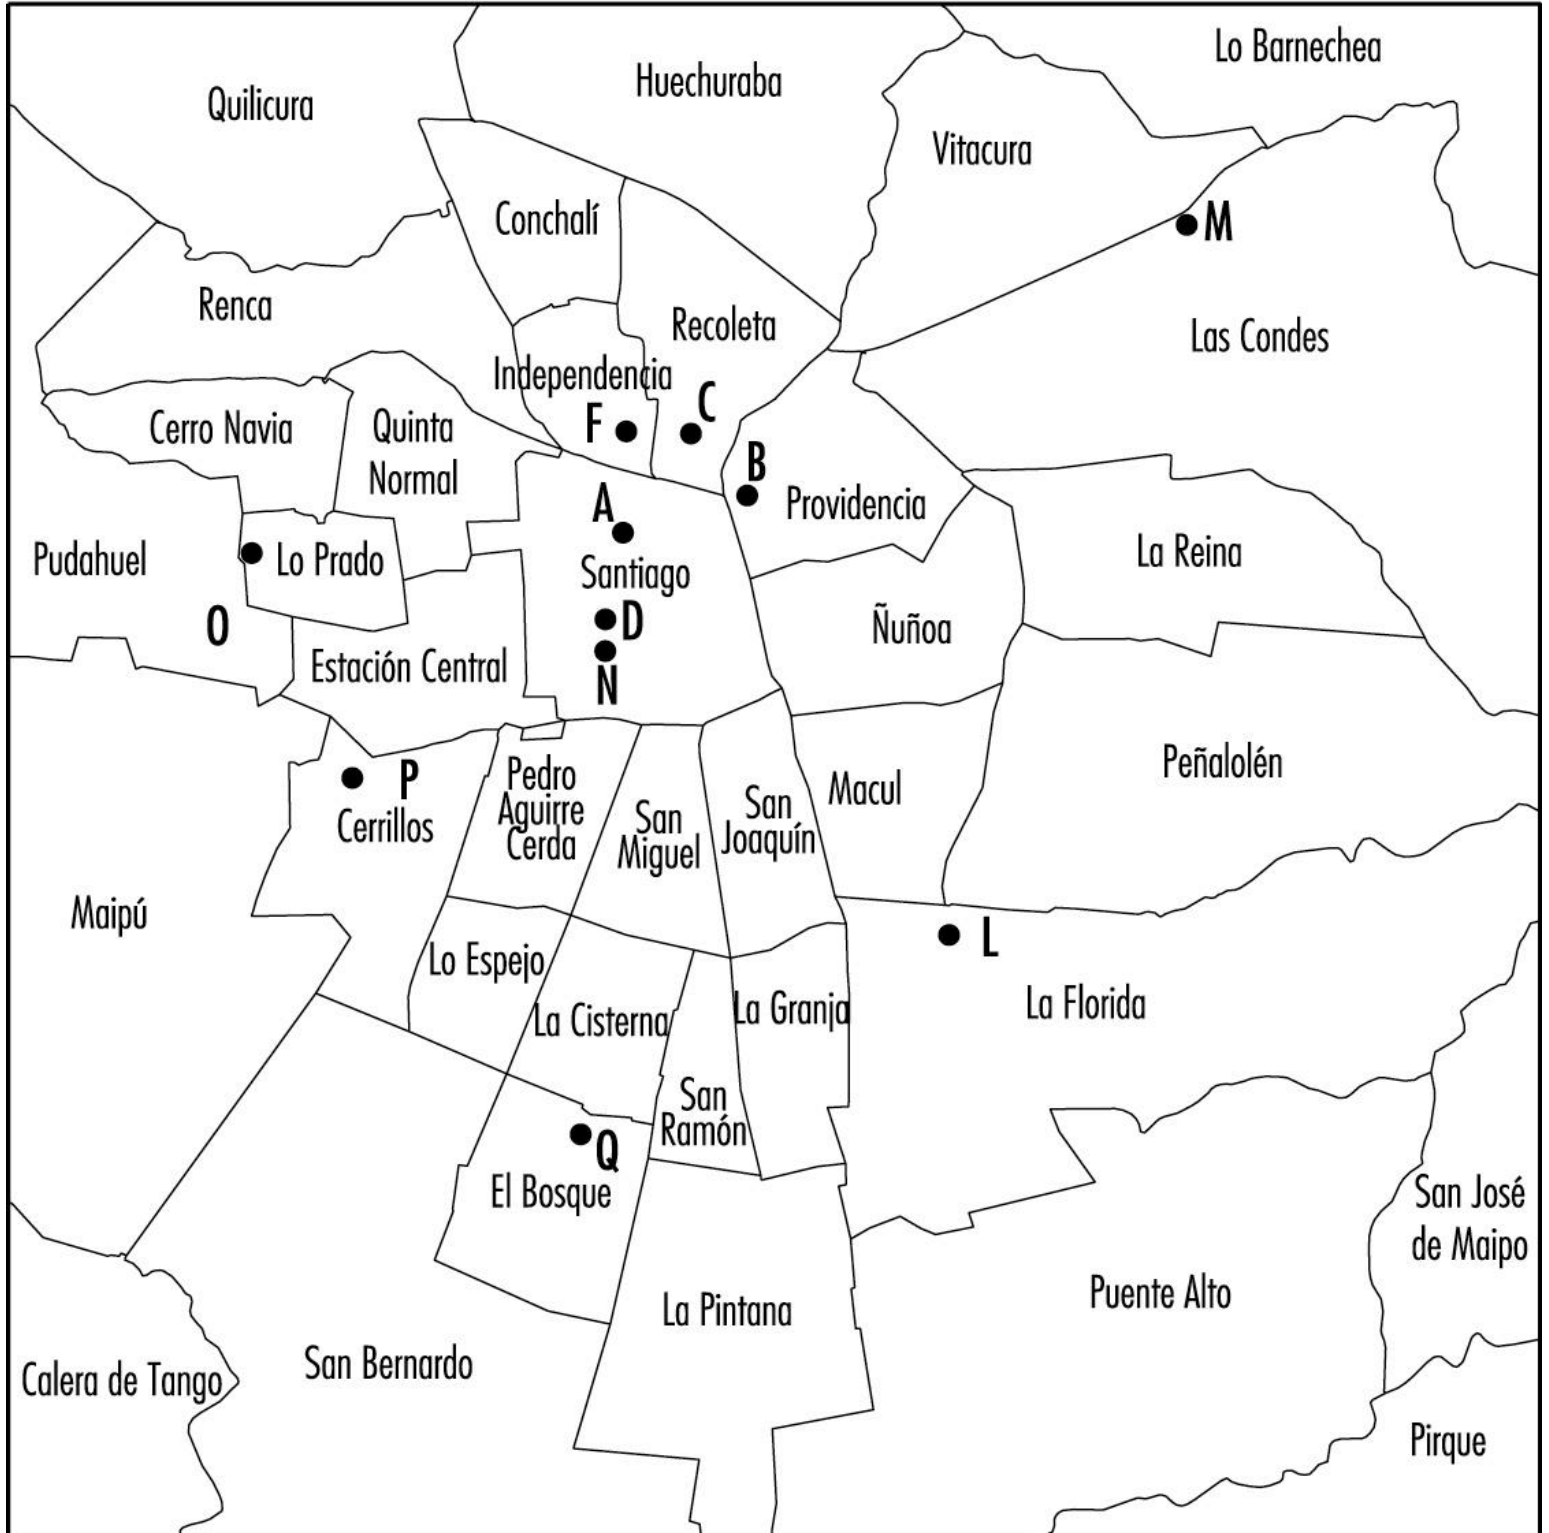 Lo Barnechea
Huechuraba
Quilicura
Vitacura
Conchalí
M
Renca
Recoleta
Las Condes
Independencia
C
F
Cerro Navia
Quinta
Normal
B
A
Providencia
Pudahuel
Lo Prado
La Reina
Santiago
D
O
Ñuñoa
Estación Central
N
Peñalolén
P
Pedro
Aguirre
Cerda
Macul
San
Joaquín
San
Miguel
Cerrillos
Maipú
L
Lo Espejo
La Florida
La Granja
La Cisterna
San
Ramón
Q
El Bosque
San José
de Maipo
Puente Alto
La Pintana
San Bernardo
Calera de Tango
Pirque